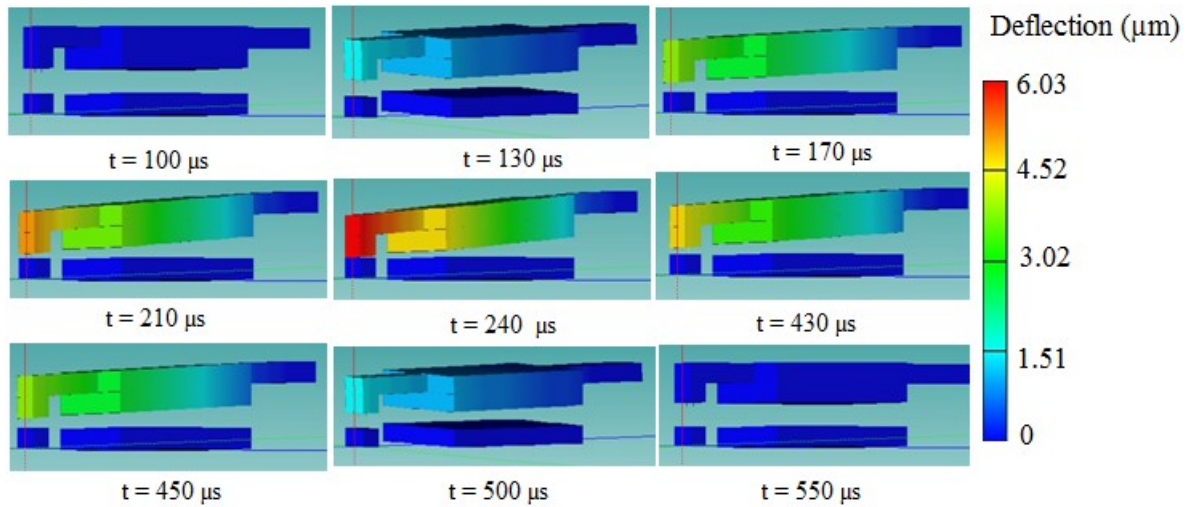 Deflection (µm)
t = 100 µs
t = 130 µs
t = 170 µs
t = 210 µs
t = 240 µs
t = 430 µs
t = 450 µs
t = 500 µs
t = 550 µs
6.03
4.52
3.02
1.51
0